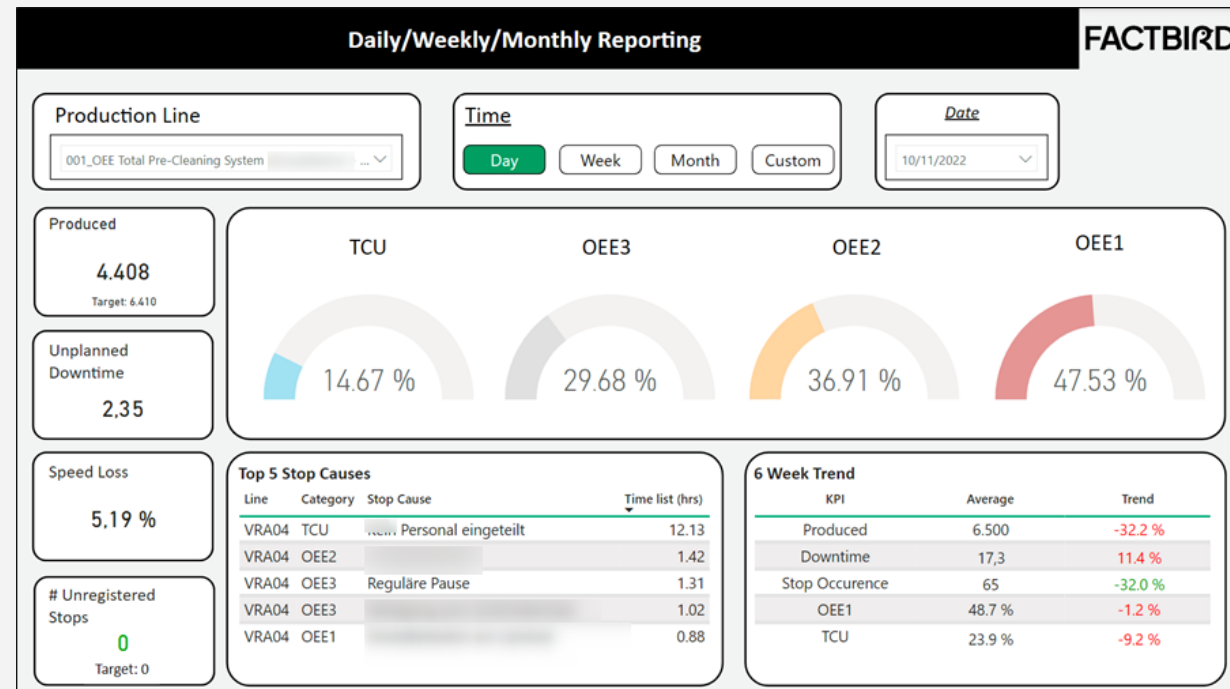 Daily/Weekly/Monthly Reporting
FACTBIRD
Production Line
001_OEE Total Pre-Cleaning System ...
Time
Day Week Month Custom
Date
10/11/2022
Produced
4.408
Target: 6.410
Unplanned
Downtime
2,35
Speed Loss
5,19 %
# Unregistered
Stops
0
Target: 0
TCU OEE3 OEE2 OEE1
14.67 % 29.68 % 36.91 % 47.53 %
Top 5 Stop Causes
Line Category Stop Cause Time list (hrs)
VRA04 TCU Personal eingeteilt 12.13
VRA04 OEE2 1.42
VRA04 OEE3 Reguläre Pause 1.31
VRA04 OEE3 1.02
VRA04 OEE1 0.88
6 Week Trend
KPI Average Trend
Produced 6.500 -32.2 %
Downtime 17,3 11.4 %
Stop Occurence 65 -32.0 %
OEE1 48.7 % -1.2 %
TCU 23.9 % -9.2 %